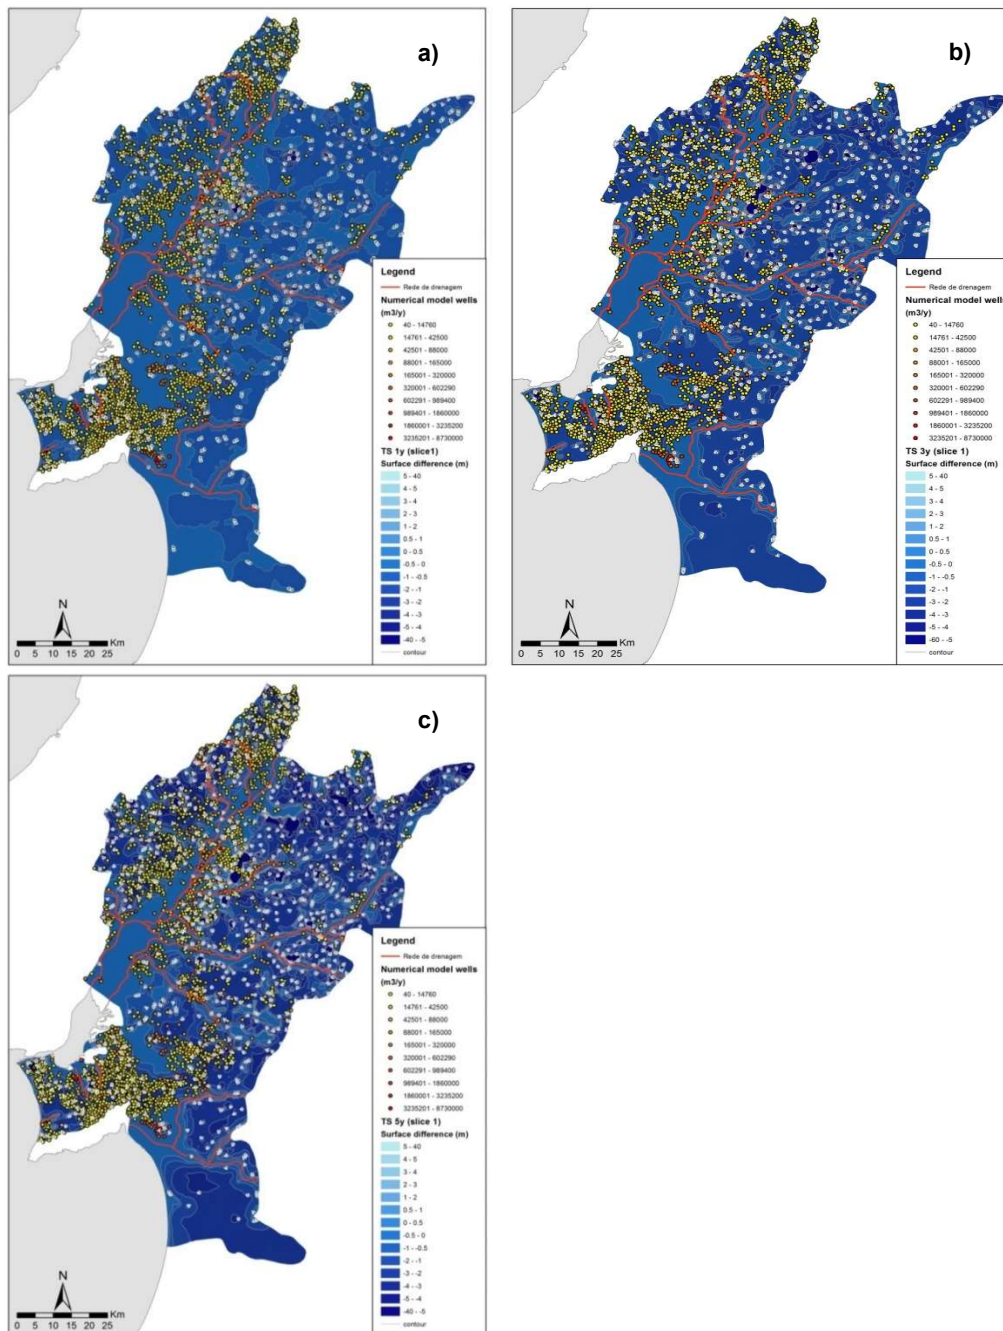 a)
Legend
Rede de drenagem
Numerical model wells
(m3/y)
40 - 14760
14761 - 42500
42501 - 88000
88001 - 165000
165001 - 320000
320001 - 602290
602291 - 989400
989401 - 1860000
1860001 - 3235200
3235201 - 8730000
TS 1y (slice1)
Surface difference (m)
5 - 40
4 - 5
3 - 4
2 - 3
1 - 2
0.5 - 1
0 - 0.5
-0.5 - 0
-1 - -0.5
-2 - -1
-3 - -2
-4 - -3
-5 - -4
-40 - -5
contour
N
Km
0 5 10 15 20 25
b)
Legend
Rede de drenagem
Numerical model wells
(m3/y)
40 - 14760
14761 - 42500
42501 - 88000
88001 - 165000
165001 - 320000
320001 - 602290
602291 - 989400
989401 - 1860000
1860001 - 3235200
3235201 - 8730000
TS 3y (slice 1)
Surface difference (m)
5 - 40
4 - 5
3 - 4
2 - 3
1 - 2
0.5 - 1
0 - 0.5
-0.5 - 0
-1 - -0.5
-2 - -1
-3 - -2
-4 - -3
-5 - -4
-60 - -5
contour
N
Km
0 5 10 15 20 25
c)
Legend
Rede de drenagem
Numerical model wells
(m3/y)
40 - 14760
14761 - 42500
42501 - 88000
88001 - 165000
165001 - 320000
320001 - 602290
602291 - 989400
989401 - 1860000
1860001 - 3235200
3235201 - 8730000
TS 5y (slice 1)
Surface difference (m)
5 - 40
4 - 5
3 - 4
2 - 3
1 - 2
0.5 - 1
0 - 0.5
-0.5 - 0
-1 - -0.5
-2 - -1
-3 - -2
-4 - -3
-5 - -4
-40 - -5
contour
N
Km
0 5 10 15 20 25